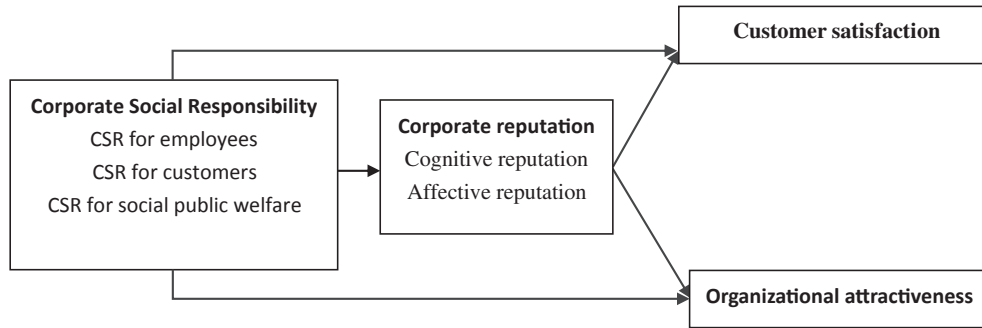 Customer satisfaction
Corporate Social Responsibility
CSR for employees
CSR for customers
CSR for social public welfare
Corporate reputation
Cognitive reputation
Affective reputation
Organizational attractiveness